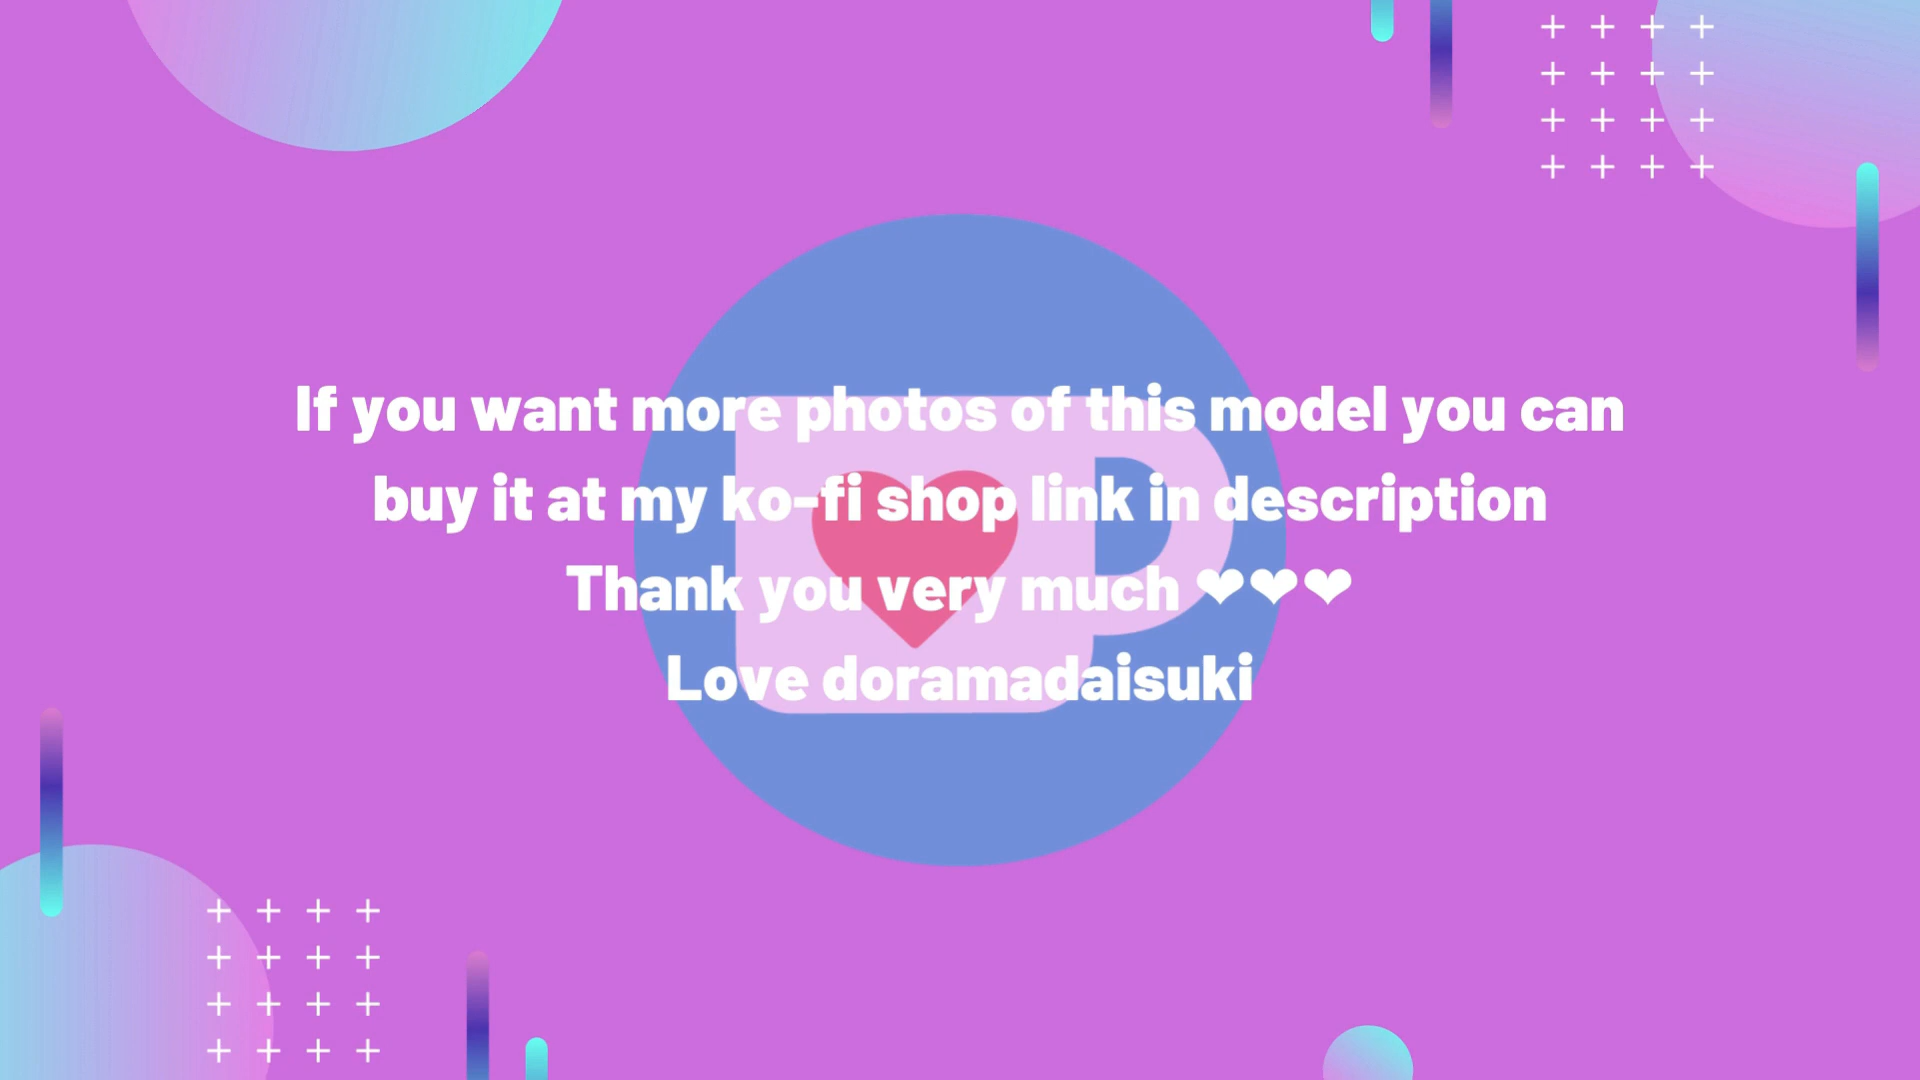 If you want more photos of this model you can
buy it at my ko-fi shop link in description
Thank you very much ❤❤❤
Love doramadaisuki